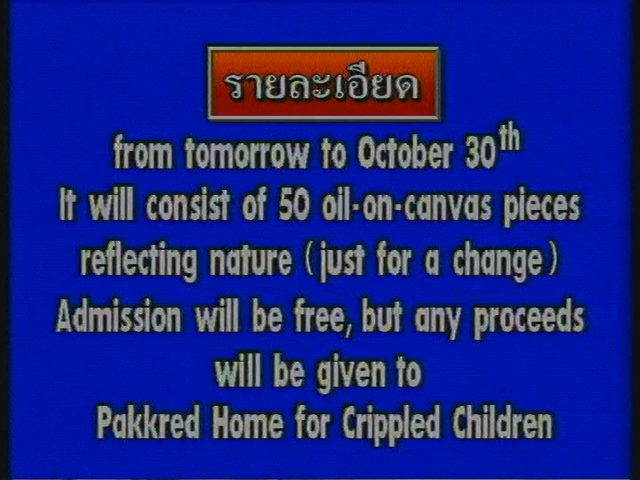 รายละเอียด
from tomorrow to October 30th
It will consist of 50 oil-on-canvas pieces
reflecting nature (just for a change)
Admission will be free, but any proceeds
will be given to
Pakkred Home for Crippled Children